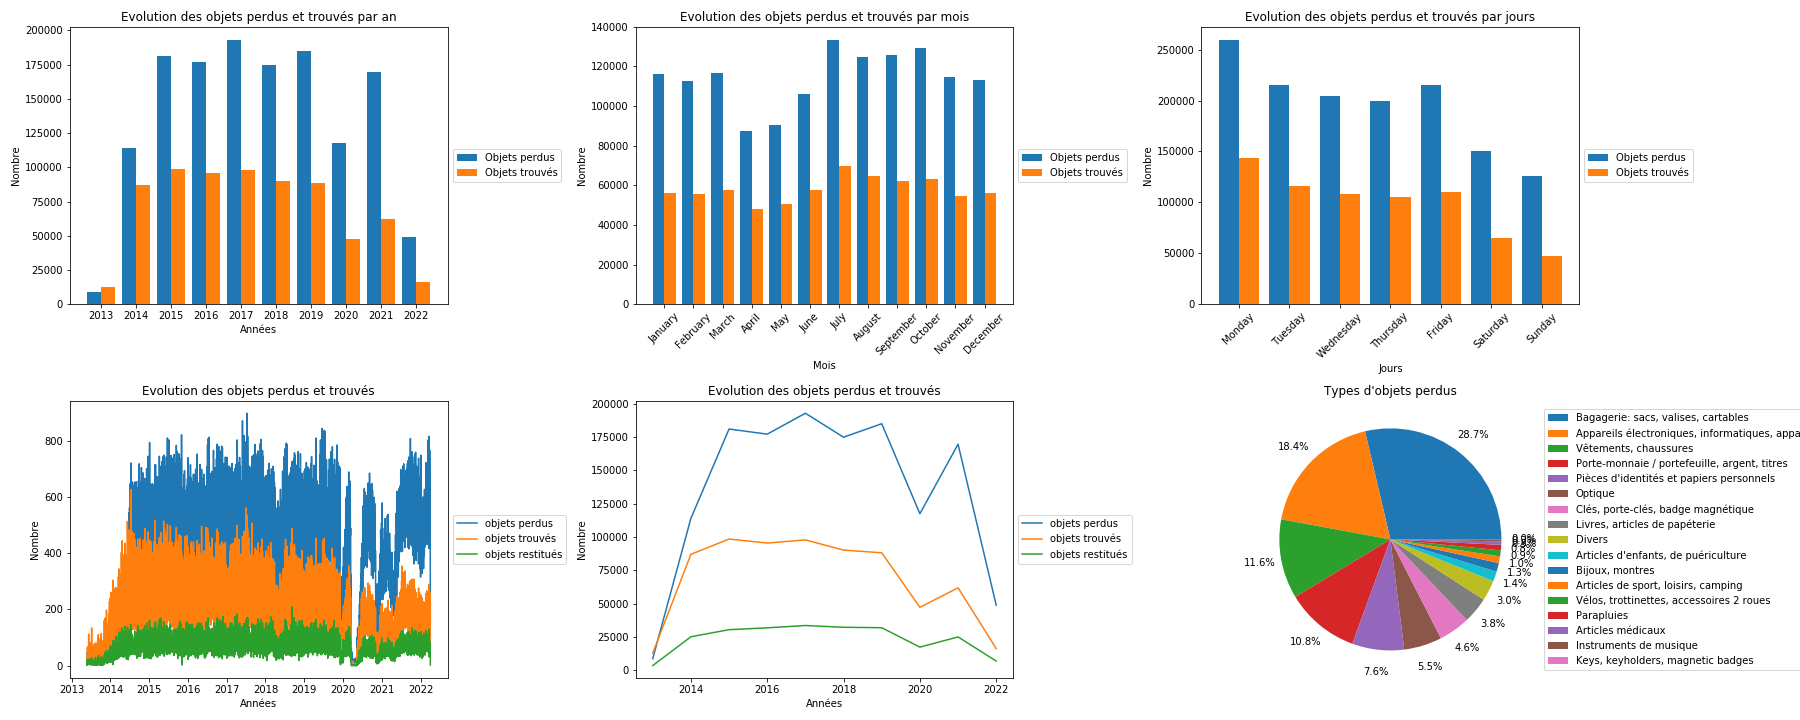 Evolution des objets perdus et trouvés par an
200000
175000
150000
125000
100000
75000
50000
25000
0
Nombre
2013 2014 2015 2016 2017 2018 2019 2020 2021 2022
Années
Objets perdus
Objets trouvés
Evolution des objets perdus et trouvés par mois
140000
120000
100000
80000
60000
40000
20000
0
Nombre
January February March April May June July August September October November December
Mois
Objets perdus
Objets trouvés
Evolution des objets perdus et trouvés par jours
250000
200000
150000
100000
50000
0
Nombre
Monday Tuesday Wednesday Thursday Friday Saturday Sunday
Jours
Objets perdus
Objets trouvés
Evolution des objets perdus et trouvés
800
600
400
200
0
Nombre
2013 2014 2015 2016 2017 2018 2019 2020 2021 2022
Années
objets perdus
objets trouvés
objets restitués
Evolution des objets perdus et trouvés
200000
175000
150000
125000
100000
75000
50000
25000
0
Nombre
2014 2016 2018 2020 2022
Années
objets perdus
objets trouvés
objets restitués
Types d'objets perdus
28.7%
18.4%
11.6%
10.8%
7.6%
5.5%
4.6%
3.8%
3.0%
1.4%
1.3%
1.0%
0.9%
0.8%
0.0%
Bagagerie: sacs, valises, cartables
Appareils électroniques, informatiques, appa
Vêtements, chaussures
Porte-monnaie / portefeuille, argent, titres
Pièces d'identités et papiers personnels
Optique
Clés, porte-clés, badge magnétique
Livres, articles de papéterie
Divers
Articles d'enfants, de puériculture
Bijoux, montres
Articles de sport, loisirs, camping
Vélos, trottinettes, accessoires 2 roues
Parapluies
Articles médicaux
Instruments de musique
Keys, keyholders, magnetic badges